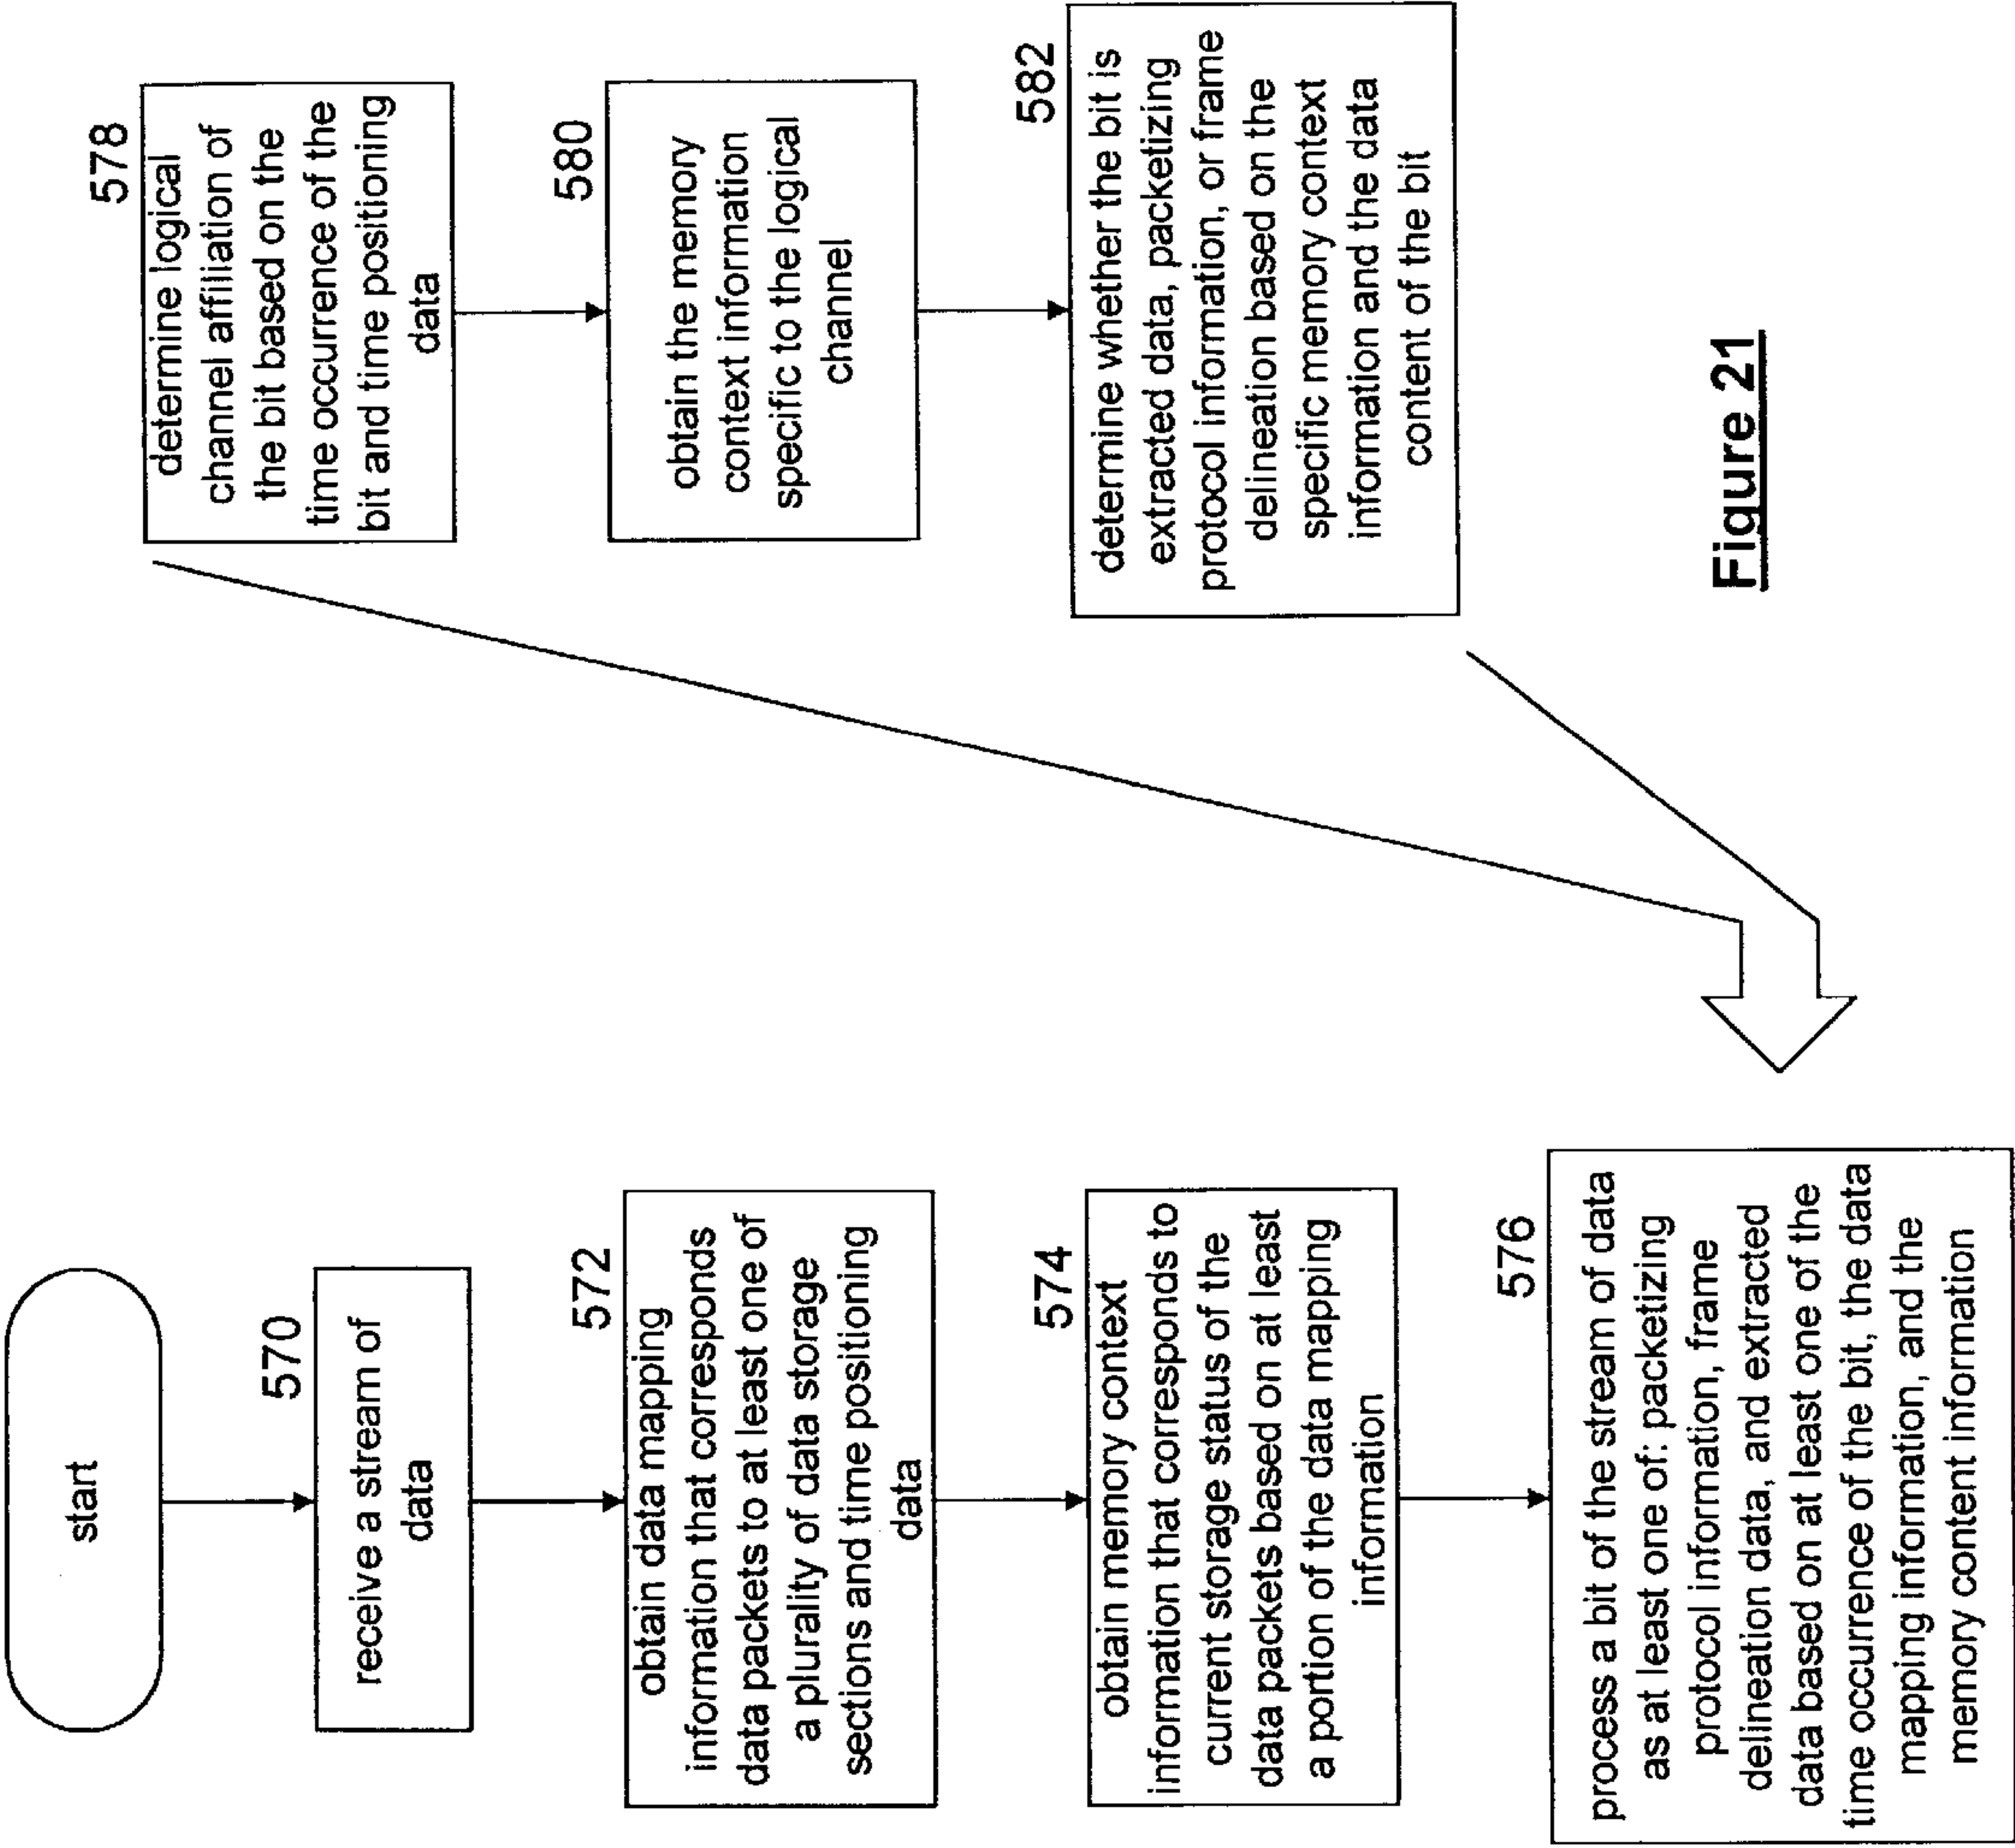 start
570
receive a stream of
data
572
obtain data mapping
information that corresponds
data packets to at least one of
a plurality of data storage
sections and time positioning
data
574
obtain memory context
information that corresponds to
current storage status of the
data packets based on at least
a portion of the data mapping
information
576
process a bit of the stream of data
as at least one of: packetizing
protocol information, frame
delineation data, and extracted
data based on at least one of the
time occurrence of the bit, the data
mapping information, and the
memory content information
578
determine logical
channel affiliation of
the bit based on the
time occurrence of the
bit and time positioning
data
580
obtain the memory
context information
specific to the logical
channel
582
determine whether the bit is
extracted data, packetizing
protocol information, or frame
delineation based on the
specific memory context
information and the data
content of the bit
Figure 21